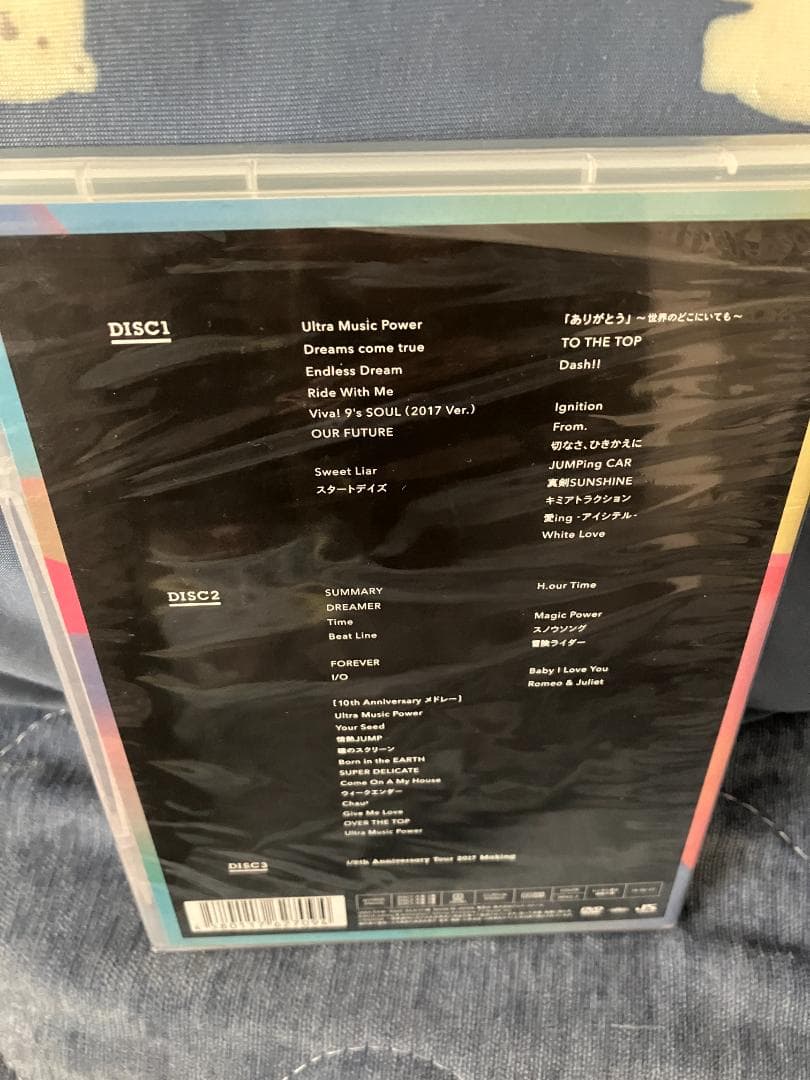 DISC1
Ultra Music Power
Dreams come true
Endless Dream
Ride With Me
Viva! 9's SOUL (2017 Ver.)
OUR FUTURE
Sweet Liar
スタートデイズ
「ありがとう」~世界のどこにいても~
TO THE TOP
Dash!!
Ignition
From.
切なさ、ひきかえに
JUMPing CAR
真剣SUNSHINE
キミアトラクション
愛ing -アイシテル-
White Love
DISC2
SUMMARY
DREAMER
Time
Beat Line
FOREVER
I/O
[10th Anniversary メドレー]
Ultra Music Power
Your Seed
情熱JUMP
瞳のスクリーン
Born in the EARTH
SUPER DELICATE
Come On A My House
ウィークエンダー
Chau#
Give Me Love
OVER THE TOP
Ultra Music Power
H.our Time
Magic Power
スノウソング
冒険ライダー
Baby I Love You
Romeo & Juliet
DISC3
I/Oth Anniversary Tour 2017 Making
DVD